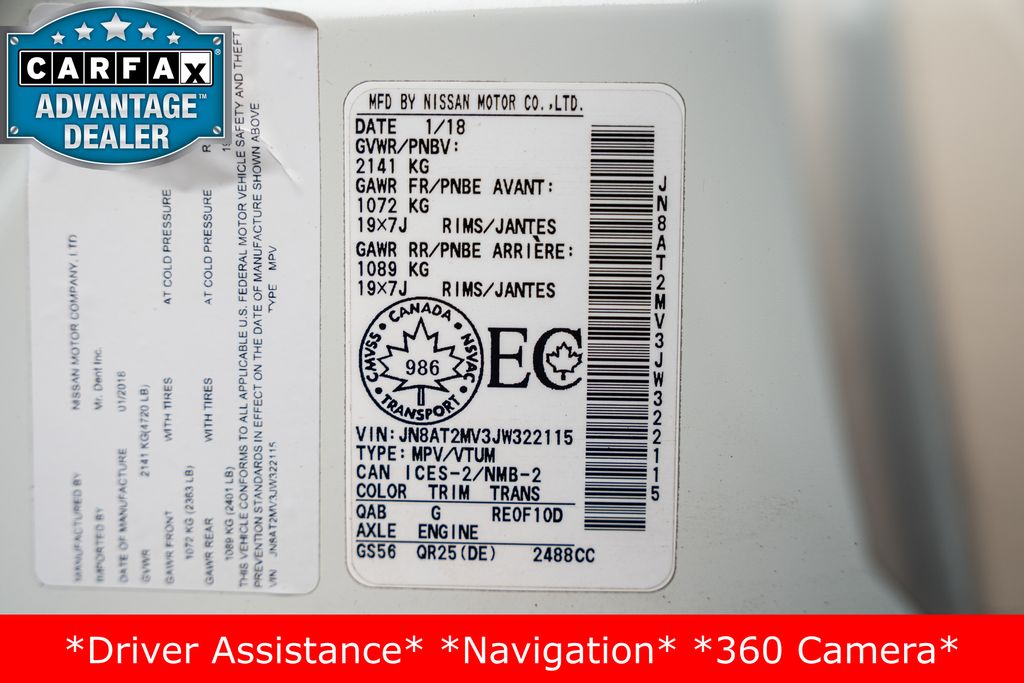 CARFAX
ADVANTAGE™
DEALER
MANUFACTURED BY NISSAN MOTOR COMPANY, LTD
IMPORTED BY Mr. Dent Inc.
DATE OF MANUFACTURE 01/2018
GVWR 2141 KG(4720 LB)
GAWR FRONT WITH TIRES AT COLD PRESSURE
1072 KG (2363 LB)
GAWR REAR WITH TIRES AT COLD PRESSURE R
1089 KG (2401 LB) 19
THIS VEHICLE CONFORMS TO ALL APPLICABLE U.S. FEDERAL MOTOR VEHICLE SAFETY AND THEFT
PREVENTION STANDARDS IN EFFECT ON THE DATE OF MANUFACTURE SHOWN ABOVE
VIN JN8AT2MV3JW322115 TYPE MPV
MFD BY NISSAN MOTOR CO.,LTD.
DATE 1/18
GVWR/PNBV:
2141 KG
GAWR FR/PNBE AVANT:
1072 KG
19×7J RIMS/JANTES
GAWR RR/PNBE ARRIÈRE:
1089 KG
19×7J RIMS/JANTES
CANADA
CMVSS 986 NSVAC
TRANSPORT
EC
VIN:JN8AT2MV3JW322115
TYPE:MPV/VTUM
CAN ICES-2/NMB-2
COLOR TRIM TRANS
QAB G RE0F10D
AXLE ENGINE
GS56 QR25(DE) 2488CC
JN8AT2MV3JW322115
*Driver Assistance* *Navigation* *360 Camera*